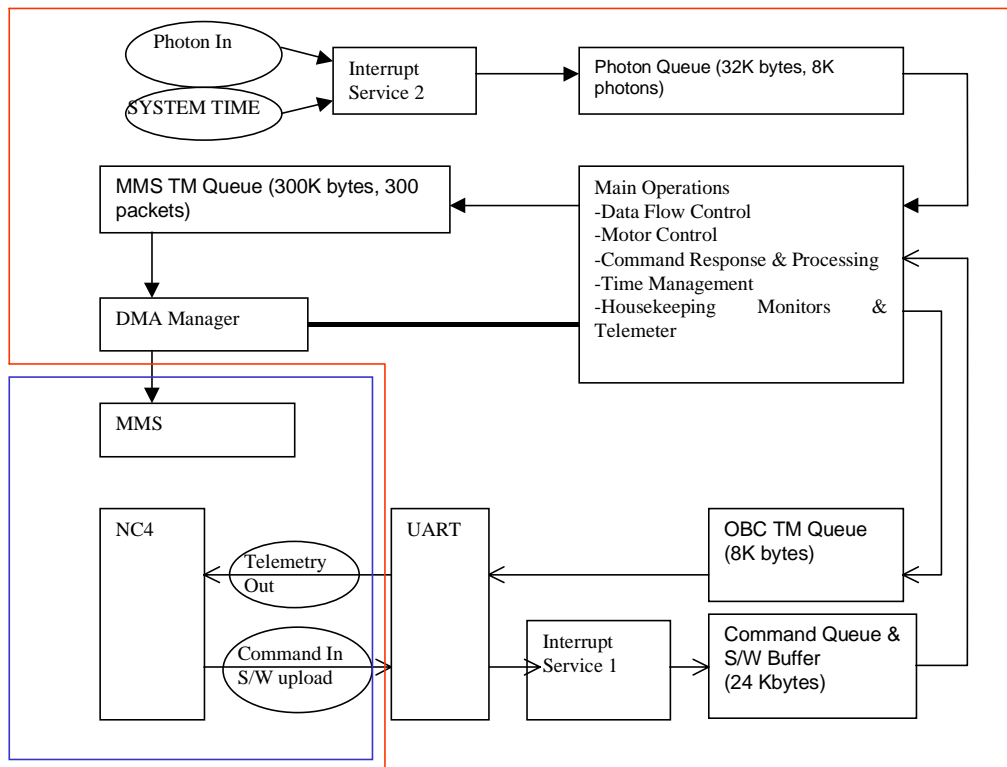 Photon In
SYSTEM TIME
Interrupt
Service 2
Photon Queue (32K bytes, 8K
photons)
MMS TM Queue (300K bytes, 300
packets)
Main Operations
-Data Flow Control
-Motor Control
-Command Response & Processing
-Time Management
-Housekeeping Monitors &
Telemeter
DMA Manager
MMS
NC4
Telemetry
Out
Command In
S/W upload
UART
OBC TM Queue
(8K bytes)
Interrupt
Service 1
Command Queue &
S/W Buffer
(24 Kbytes)